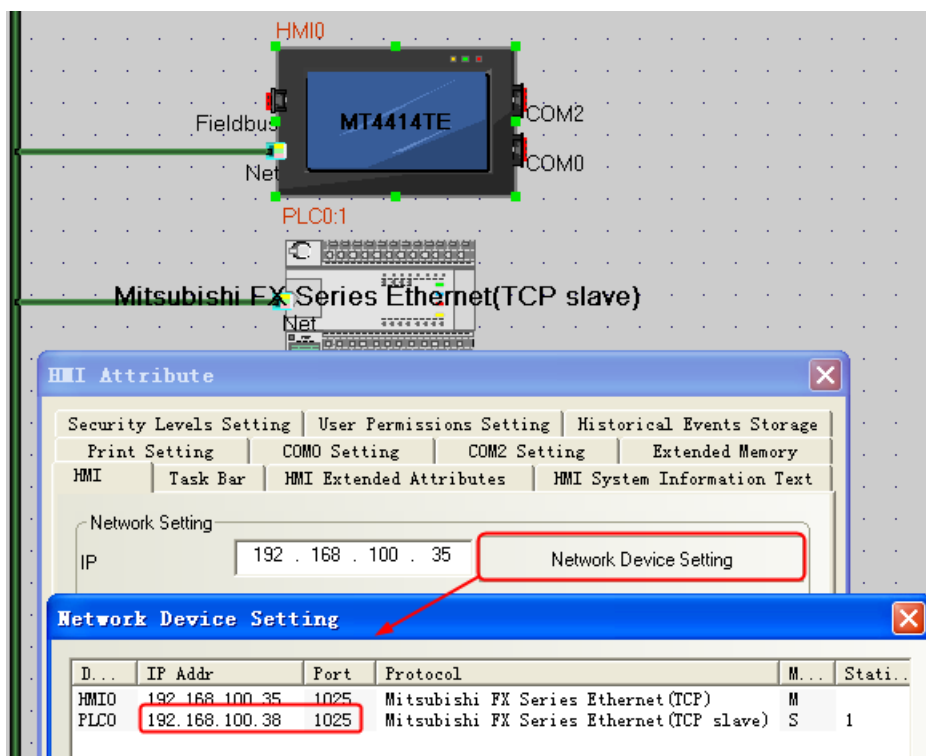 HMI0
MT4414TE
COM2
Fieldbus
COM0
Net
PLC0:1
Mitsubishi FX Series Ethernet(TCP slave)
Net
HMI Attribute
Security Levels Setting User Permissions Setting Historical Events Storage
Print Setting COM0 Setting COM2 Setting Extended Memory
HMI Task Bar HMI Extended Attributes HMI System Information Text
Network Setting
IP 192 . 168 . 100 . 35 Network Device Setting
Network Device Setting
D... IP Addr Port Protocol M... Stati..
HMI0 192.168.100.35 1025 Mitsubishi FX Series Ethernet(TCP) M
PLC0 192.168.100.38 1025 Mitsubishi FX Series Ethernet(TCP slave) S 1